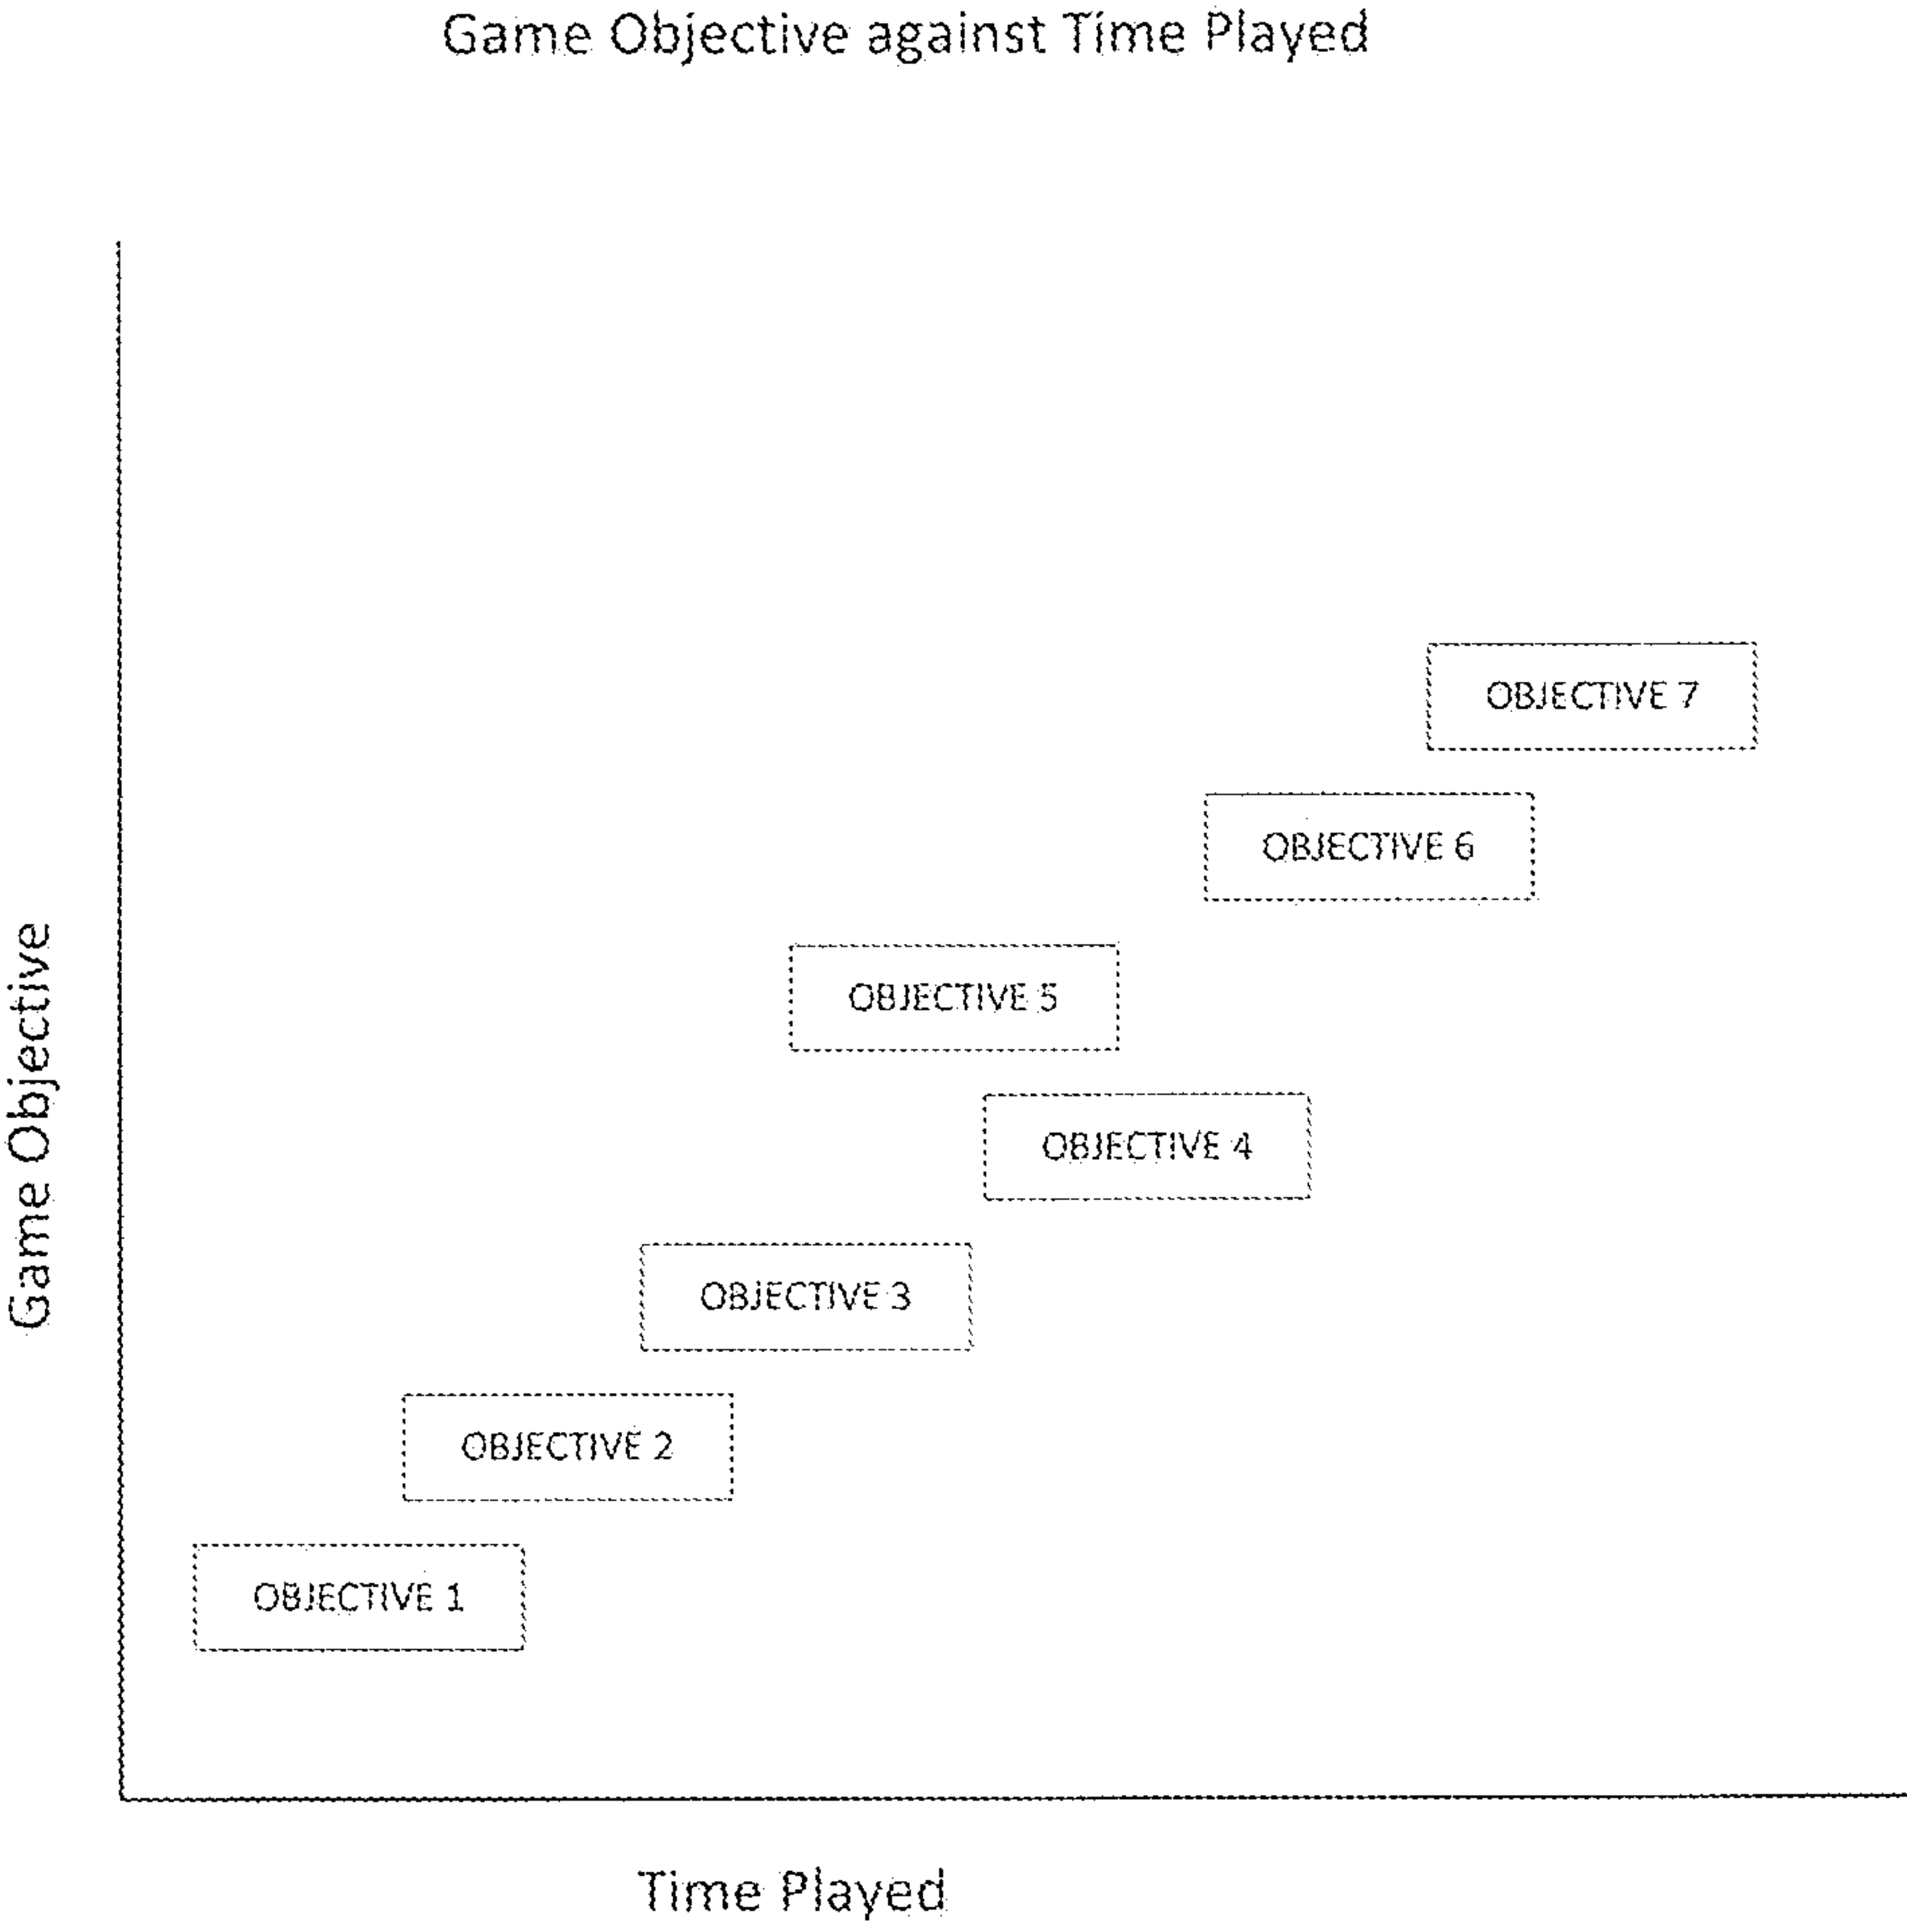 Game Objective against Time Played
OBJECTIVE 7
OBJECTIVE 6
OBJECTIVE 5
OBJECTIVE 4
OBJECTIVE 3
OBJECTIVE 2
OBJECTIVE 1
Game Objective
Time Played